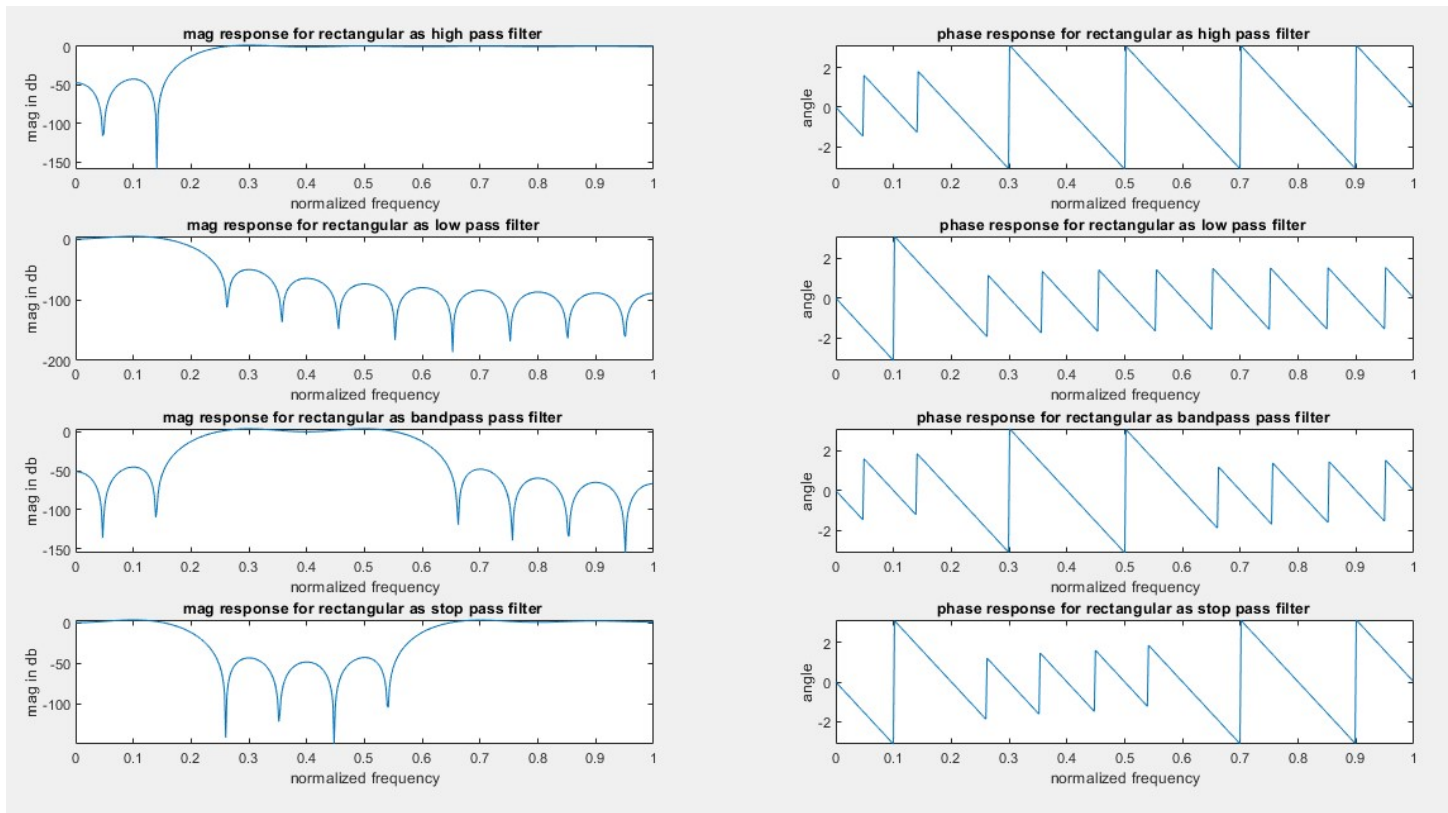 mag response for rectangular as high pass filter
0
-50
-100
-150
mag in db
0 0.1 0.2 0.3 0.4 0.5 0.6 0.7 0.8 0.9 1
normalized frequency
phase response for rectangular as high pass filter
2
0
-2
angle
0 0.1 0.2 0.3 0.4 0.5 0.6 0.7 0.8 0.9 1
normalized frequency
mag response for rectangular as low pass filter
0
-100
-200
mag in db
0 0.1 0.2 0.3 0.4 0.5 0.6 0.7 0.8 0.9 1
normalized frequency
phase response for rectangular as low pass filter
2
0
-2
angle
0 0.1 0.2 0.3 0.4 0.5 0.6 0.7 0.8 0.9 1
normalized frequency
mag response for rectangular as bandpass pass filter
0
-50
-100
-150
mag in db
0 0.1 0.2 0.3 0.4 0.5 0.6 0.7 0.8 0.9 1
normalized frequency
phase response for rectangular as bandpass pass filter
2
0
-2
angle
0 0.1 0.2 0.3 0.4 0.5 0.6 0.7 0.8 0.9 1
normalized frequency
mag response for rectangular as stop pass filter
0
-50
-100
mag in db
0 0.1 0.2 0.3 0.4 0.5 0.6 0.7 0.8 0.9 1
normalized frequency
phase response for rectangular as stop pass filter
2
0
-2
angle
0 0.1 0.2 0.3 0.4 0.5 0.6 0.7 0.8 0.9 1
normalized frequency